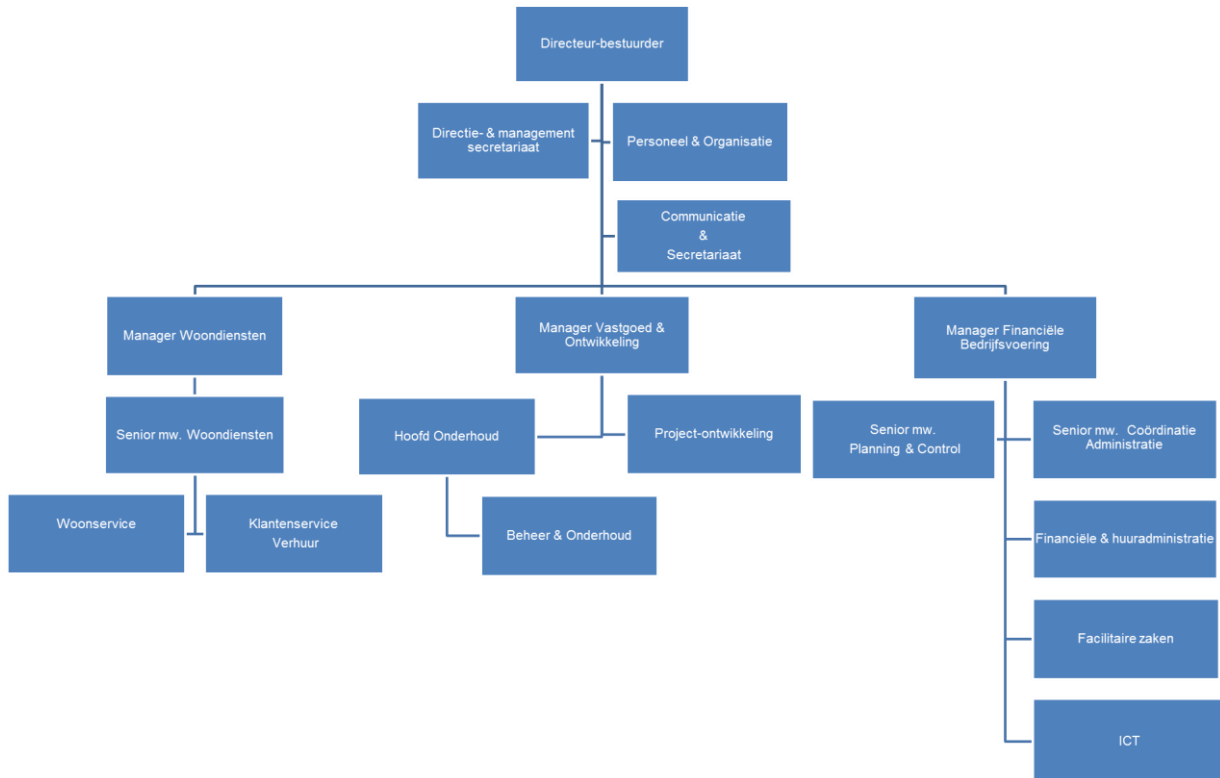 Directeur-bestuurder
Directie- & management
secretariaat
Personeel & Organisatie
Communicatie
&
Secretariaat
Manager Woondiensten
Manager Vastgoed &
Ontwikkeling
Manager Financiële
Bedrijfsvoering
Senior mw. Woondiensten
Hoofd Onderhoud
Project-ontwikkeling
Senior mw.
Planning & Control
Senior mw. Coördinatie
Administratie
Woonservice
Klantenservice
Verhuur
Beheer & Onderhoud
Financiële & huuradministratie
Facilitaire zaken
ICT